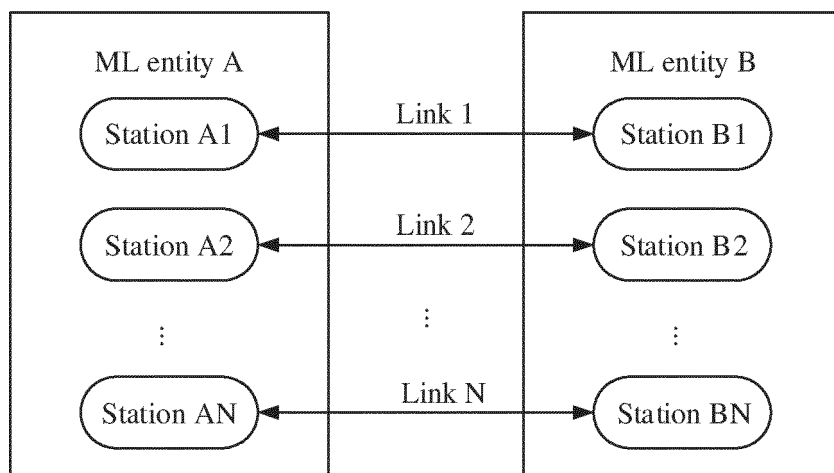 ML entity A
ML entity B
Station A1
Link 1
Station B1
Station A2
Link 2
Station B2
⋮
⋮
⋮
Station AN
Link N
Station BN